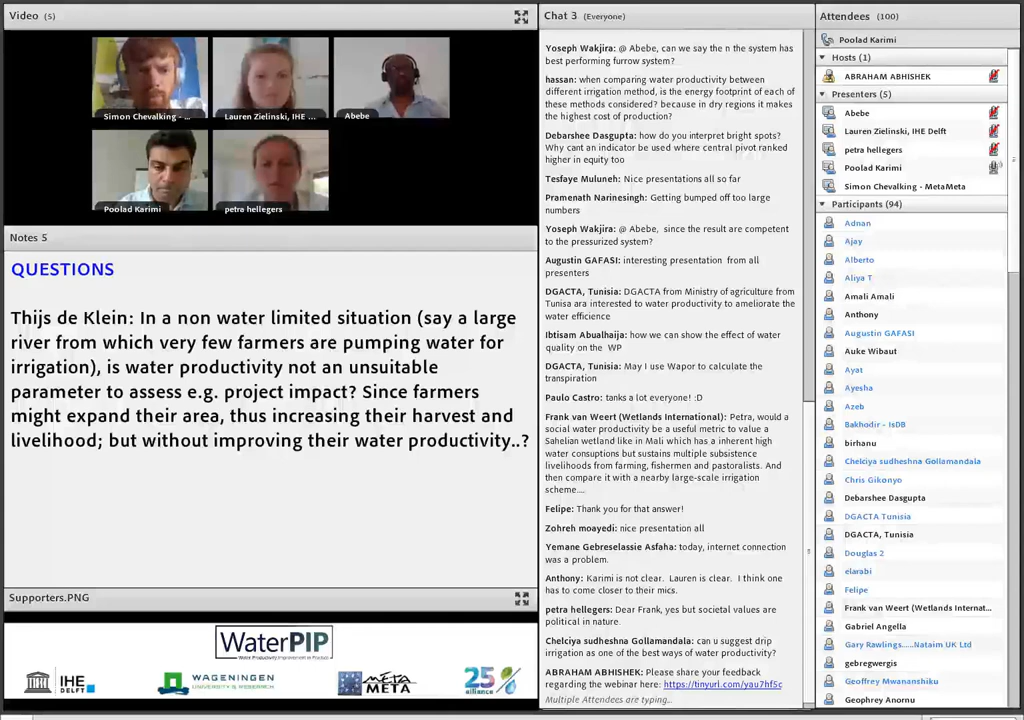 Video (5)
Simon Chevalking - ...
Lauren Zielinski, IHE ...
Abebe
Poolad Karimi
petra hellegers
Notes 5
QUESTIONS
Thijs de Klein: In a non water limited situation (say a large
river from which very few farmers are pumping water for
irrigation), is water productivity not an unsuitable
parameter to assess e.g. project impact? Since farmers
might expand their area, thus increasing their harvest and
livelihood; but without improving their water productivity..?
Supporters.PNG
WaterPIP
IHE
DELFT
WAGENINGEN
UNIVERSITY & RESEARCH
META
META
25
alliance
Chat 3 (Everyone)
Yoseph Wakjira: @ Abebe, can we say the n the system has
best performing furrow system?
hassan: when comparing water productivity between
different irrigation method, is the energy footprint of each of
these methods considered? because in dry regions it makes
the highest cost of production?
Debarshee Dasgupta: how do you interpret bright spots?
Why cant an indicator be used where central pivot ranked
higher in equity too
Tesfaye Muluneh: Nice presentations all so far
Pramenath Narinesingh: Getting bumped off too large
numbers
Yoseph Wakjira: @ Abebe, since the result are competent
to the pressurized system?
Augustin GAFASI: interesting presentation from all
presenters
DGACTA, Tunisia: DGACTA from Ministry of agriculture from
Tunisa are interested to water productivity to ameliorate the
water efficience
Ibtisam Abualhaija: how we can show the effect of water
quality on the WP
DGACTA, Tunisia: May I use Wapor to calculate the
transpiration
Paulo Castro: tanks a lot everyone! :D
Frank van Weert (Wetlands International): Petra, would a
social water productivity be a useful metric to value a
Sahelian wetland like in Mali which has a inherent high
water consuptions but sustains multiple subsistence
livelihoods from farming, fishermen and pastoralists. And
then compare it with a nearby large-scale irrigation
scheme....
Felipe: Thank you for that answer!
Zohreh moayedi: nice presentation all
Yemane Gebreselassie Asfaha: today, internet connection
was a problem.
Anthony: Karimi is not clear. Lauren is clear. I think one
has to come closer to their mics.
petra hellegers: Dear Frank, yes but societal values are
political in nature.
Chelciya sudheshna Gollamandala: can u suggest drip
irrigation as one of the best ways of water productivity?
ABRAHAM ABHISHEK: Please share your feedback
regarding the webinar here: https://tinyurl.com/yau7hf5c
Multiple Attendees are typing...
Attendees (100)
Poolad Karimi
Hosts (1)
ABRAHAM ABHISHEK
Presenters (5)
Abebe
Lauren Zielinski, IHE Delft
petra hellegers
Poolad Karimi
Simon Chevalking - MetaMeta
Participants (94)
Adnan
Ajay
Alberto
Aliya T
Amali Amali
Anthony
Augustin GAFASI
Auke Wibaut
Ayat
Ayesha
Azeb
Bakhodir - IsDB
birhanu
Chelciya sudheshna Gollamandala
Chris Gikonyo
Debarshee Dasgupta
DGACTA Tunisia
DGACTA, Tunisia
Douglas 2
elarabi
Felipe
Frank van Weert (Wetlands Internat...
Gabriel Angella
Gary Rawlings......Nataim UK Ltd
gebregwergis
Geoffrey Mwananshiku
Geophrey Anornu